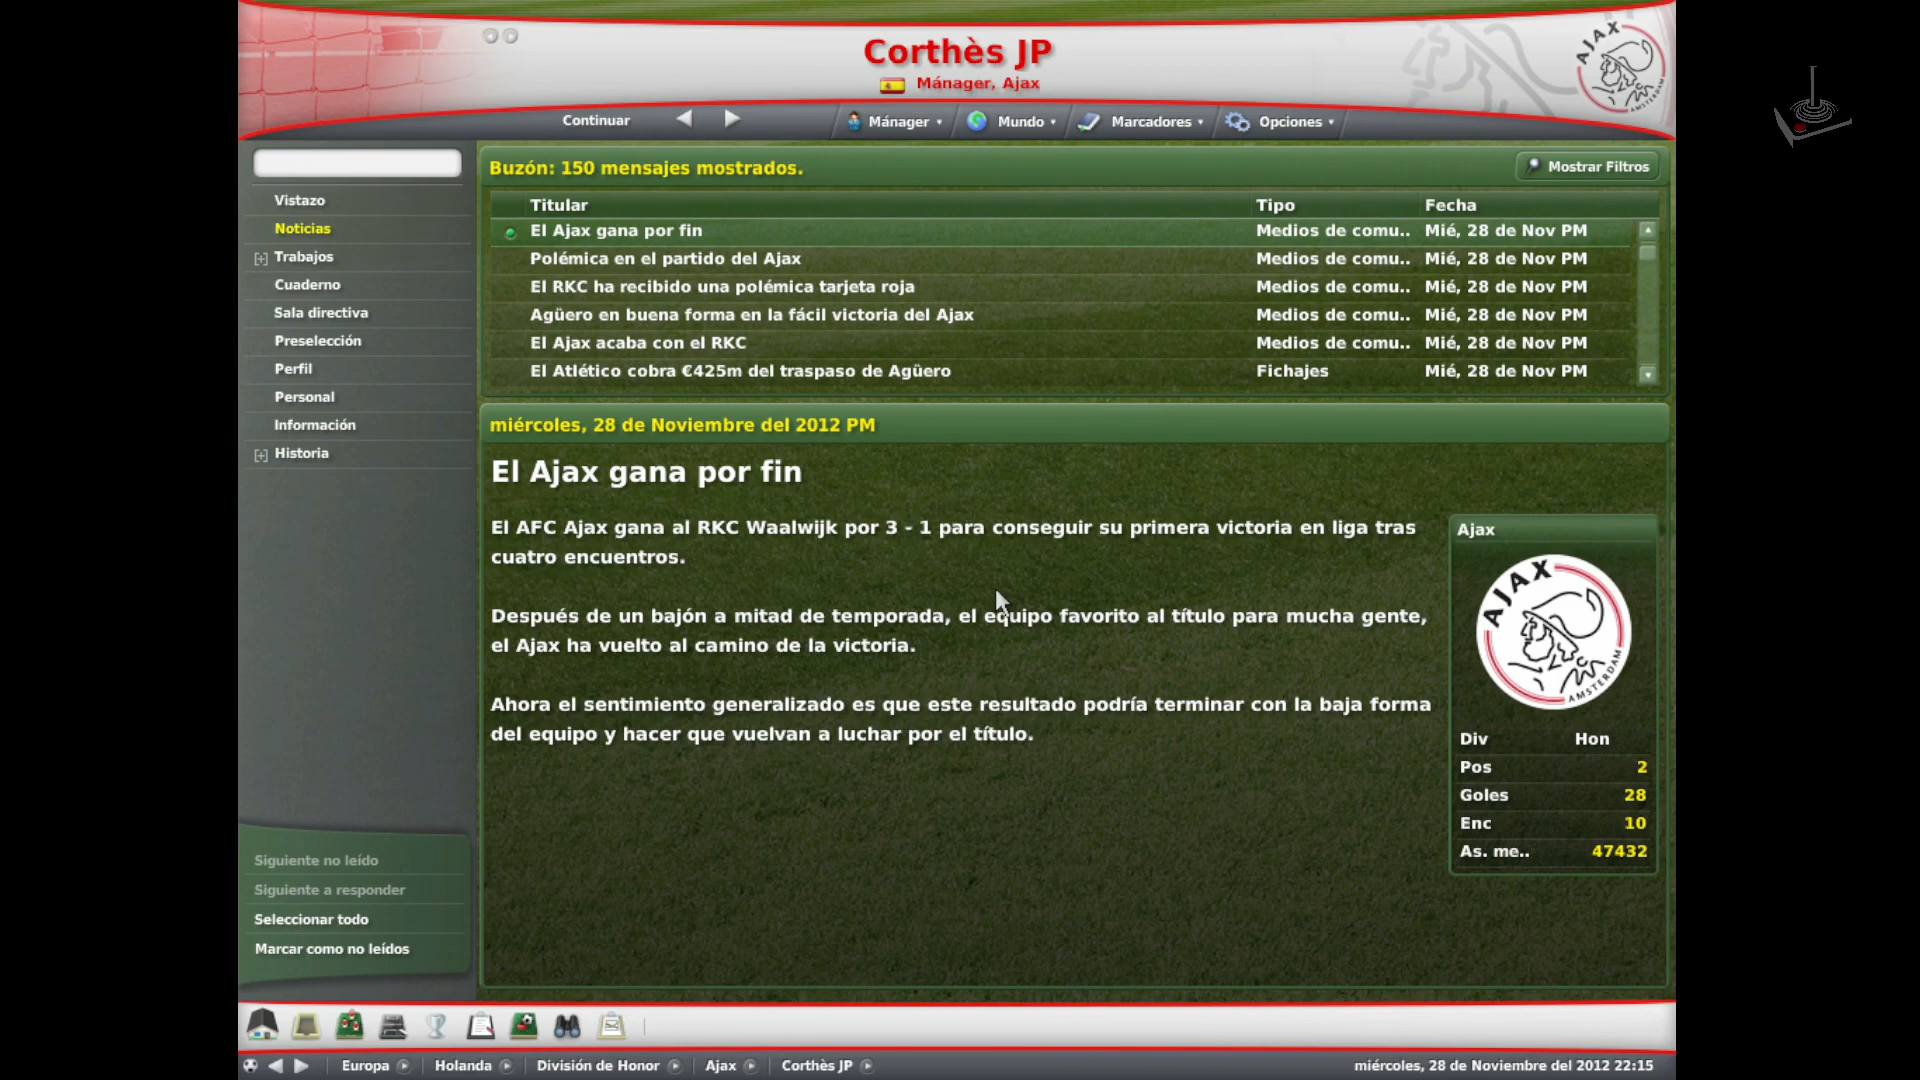 Corthès JP
Mánager, Ajax
AJAX
AMSTERDAM
Continuar
Mánager
Mundo
Marcadores
Opciones
Vistazo
Noticias
[+] Trabajos
Cuaderno
Sala directiva
Preselección
Perfil
Personal
Información
[+] Historia
Buzón: 150 mensajes mostrados.
Mostrar Filtros
Titular Tipo Fecha
El Ajax gana por fin Medios de comu.. Mié, 28 de Nov PM
Polémica en el partido del Ajax Medios de comu.. Mié, 28 de Nov PM
El RKC ha recibido una polémica tarjeta roja Medios de comu.. Mié, 28 de Nov PM
Agüero en buena forma en la fácil victoria del Ajax Medios de comu.. Mié, 28 de Nov PM
El Ajax acaba con el RKC Medios de comu.. Mié, 28 de Nov PM
El Atlético cobra €425m del traspaso de Agüero Fichajes Mié, 28 de Nov PM
miércoles, 28 de Noviembre del 2012 PM
El Ajax gana por fin
El AFC Ajax gana al RKC Waalwijk por 3 - 1 para conseguir su primera victoria en liga tras
cuatro encuentros.
Después de un bajón a mitad de temporada, el equipo favorito al título para mucha gente,
el Ajax ha vuelto al camino de la victoria.
Ahora el sentimiento generalizado es que este resultado podría terminar con la baja forma
del equipo y hacer que vuelvan a luchar por el título.
Ajax
AJAX
AMSTERDAM
Div Hon
Pos 2
Goles 28
Enc 10
As. me.. 47432
Siguiente no leído
Siguiente a responder
Seleccionar todo
Marcar como no leídos
Europa
Holanda
División de Honor
Ajax
Corthès JP
miércoles, 28 de Noviembre del 2012 22:15